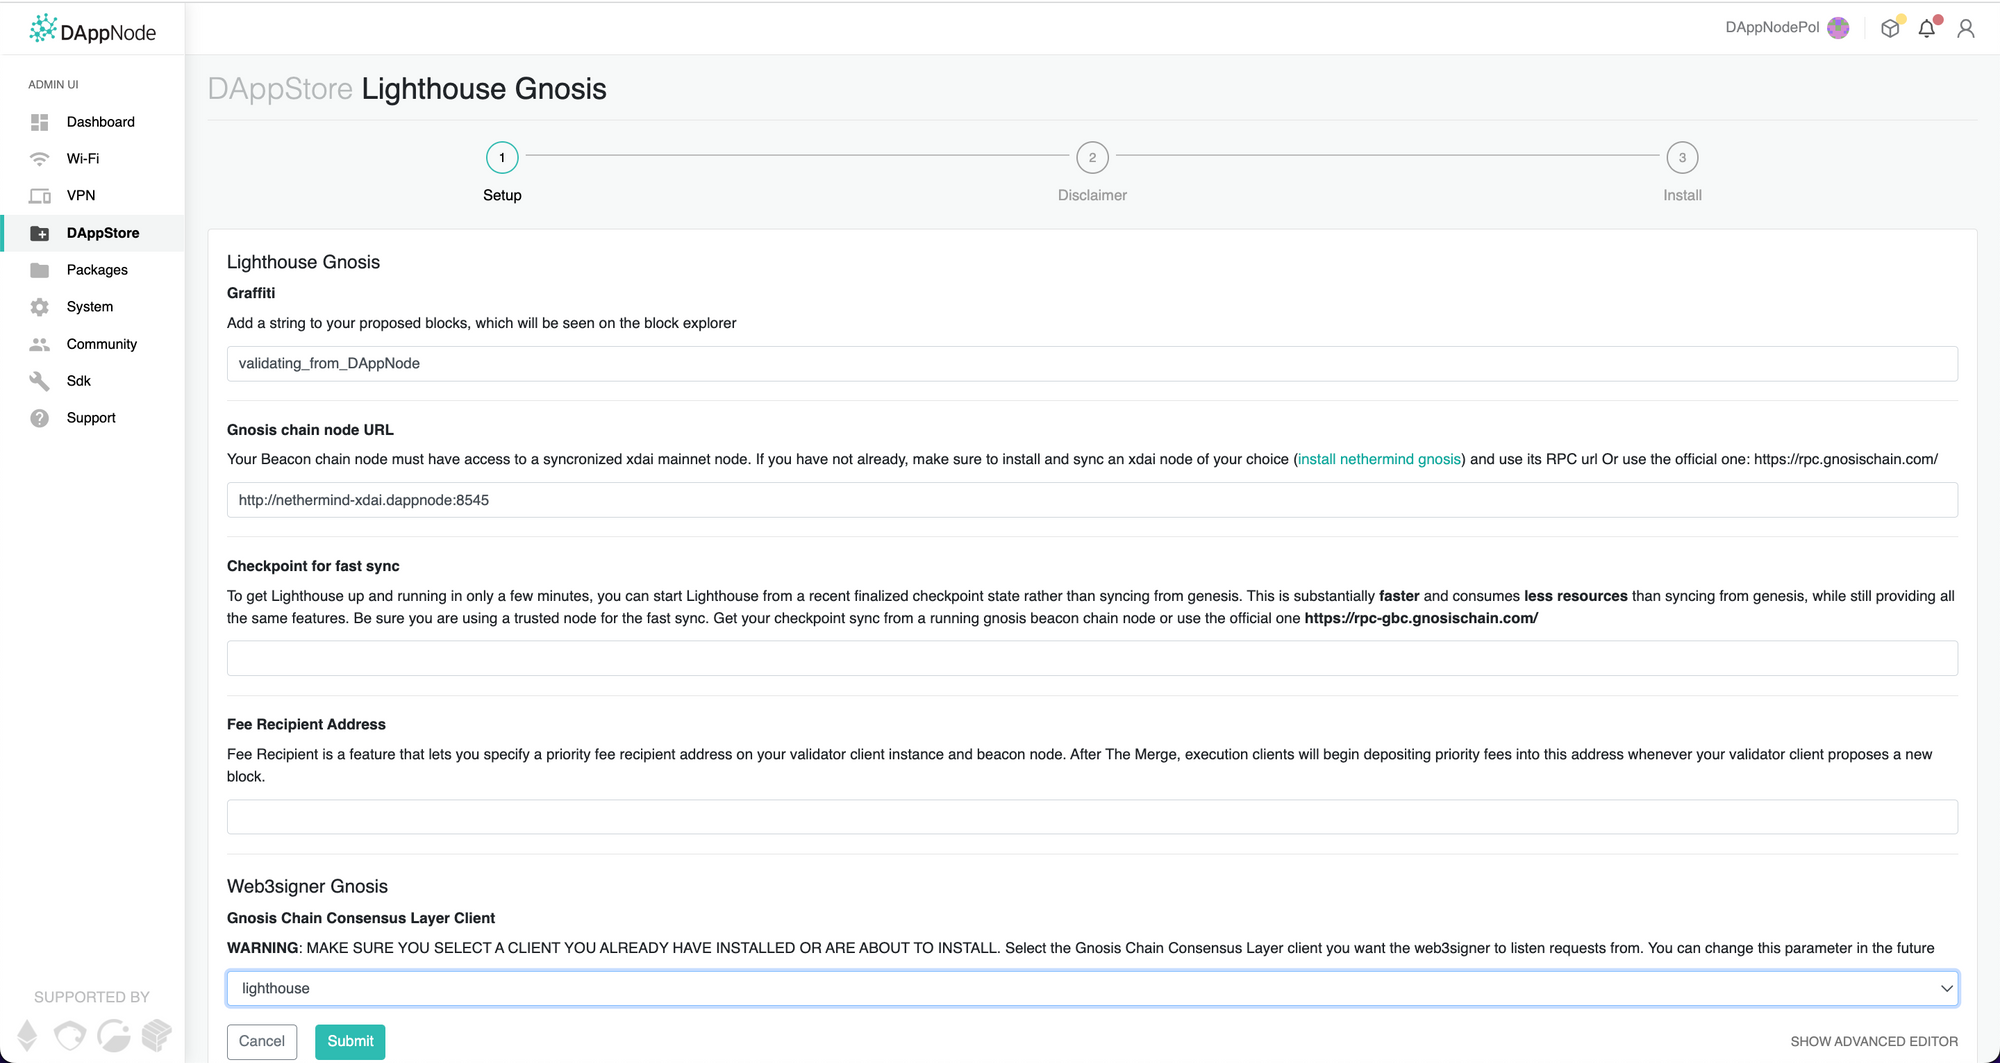 DAppNode
DAppNodePol
ADMIN UI
Dashboard
Wi-Fi
VPN
DAppStore
Packages
System
Community
Sdk
Support
SUPPORTED BY
DAppStore Lighthouse Gnosis
1
2
3
Setup
Disclaimer
Install
Lighthouse Gnosis
Graffiti
Add a string to your proposed blocks, which will be seen on the block explorer
validating_from_DAppNode
Gnosis chain node URL
Your Beacon chain node must have access to a syncronized xdai mainnet node. If you have not already, make sure to install and sync an xdai node of your choice (install nethermind gnosis) and use its RPC url Or use the official one: https://rpc.gnosischain.com/
http://nethermind-xdai.dappnode:8545
Checkpoint for fast sync
To get Lighthouse up and running in only a few minutes, you can start Lighthouse from a recent finalized checkpoint state rather than syncing from genesis. This is substantially faster and consumes less resources than syncing from genesis, while still providing all
the same features. Be sure you are using a trusted node for the fast sync. Get your checkpoint sync from a running gnosis beacon chain node or use the official one https://rpc-gbc.gnosischain.com/
Fee Recipient Address
Fee Recipient is a feature that lets you specify a priority fee recipient address on your validator client instance and beacon node. After The Merge, execution clients will begin depositing priority fees into this address whenever your validator client proposes a new
block.
Web3signer Gnosis
Gnosis Chain Consensus Layer Client
WARNING: MAKE SURE YOU SELECT A CLIENT YOU ALREADY HAVE INSTALLED OR ARE ABOUT TO INSTALL. Select the Gnosis Chain Consensus Layer client you want the web3signer to listen requests from. You can change this parameter in the future
lighthouse
Cancel
Submit
SHOW ADVANCED EDITOR